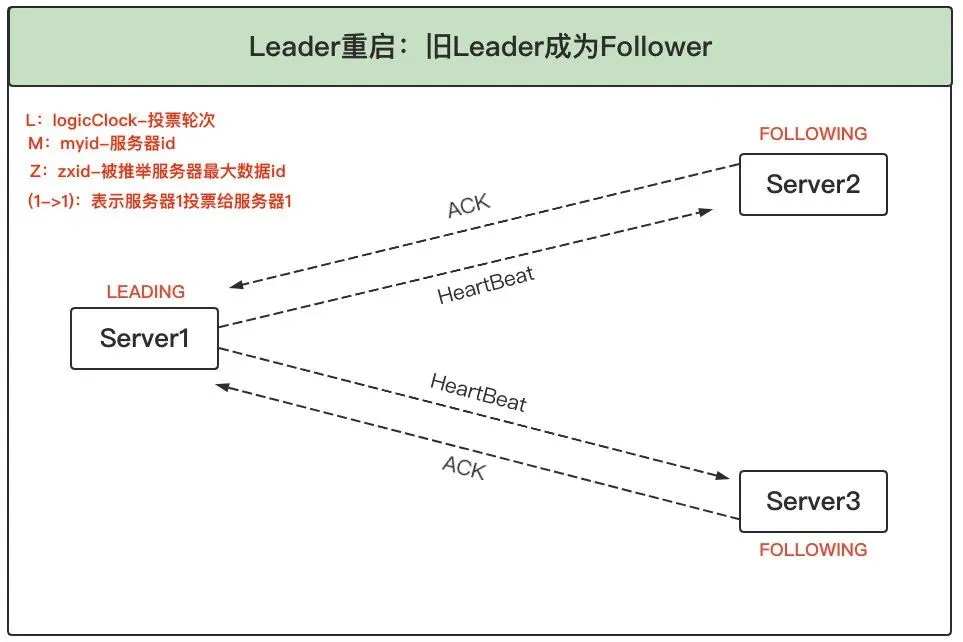 Leader重启：旧Leader成为Follower
L：logicClock-投票轮次
M：myid-服务器id
Z：zxid-被推举服务器最大数据id
(1->1)：表示服务器1投票给服务器1
FOLLOWING
Server2
ACK
HeartBeat
LEADING
Server1
HeartBeat
ACK
Server3
FOLLOWING